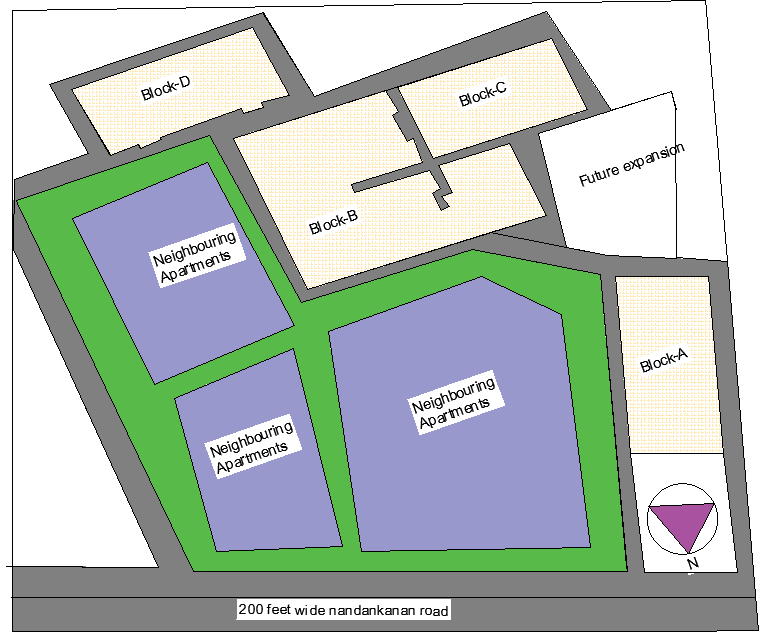 Block-D
Block-C
Future expansion
Block-B
Neighbouring
Apartments
Block-A
Neighbouring
Apartments
Neighbouring
Apartments
N
200 feet wide nandankanan road